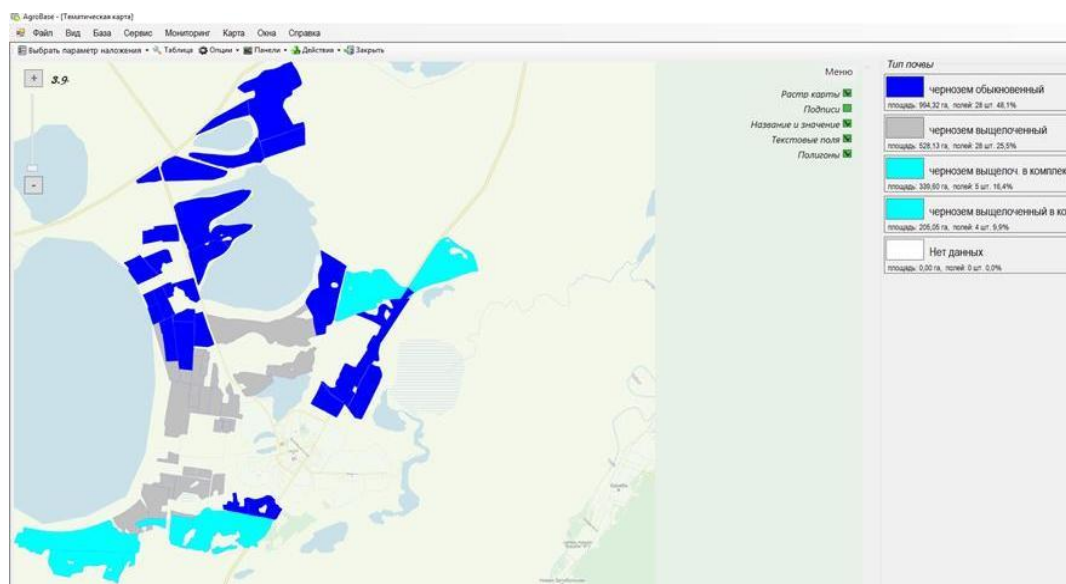 AgroBase - [Тематическая карта]
Файл Вид База Сервис Мониторинг Карта Окна Справка
Выбрать параметр наложения Таблица Опции Панели Действия Закрыть
+ 3.9.
-
Меню
Растр карты
Подписи
Название и значение
Текстовые поля
Полигоны
Тип почвы
чернозем обыкновенный
площадь: 994,32 га, полей: 28 шт. 48,1%
чернозем выщелоченный
площадь: 528,13 га, полей: 28 шт. 25,5%
чернозем выщелоч. в комплек
площадь: 339,60 га, полей: 5 шт. 16,4%
чернозем выщелоченный в ко
площадь: 205,05 га, полей: 4 шт. 9,9%
Нет данных
площадь: 0,00 га, полей: 0 шт. 0,0%